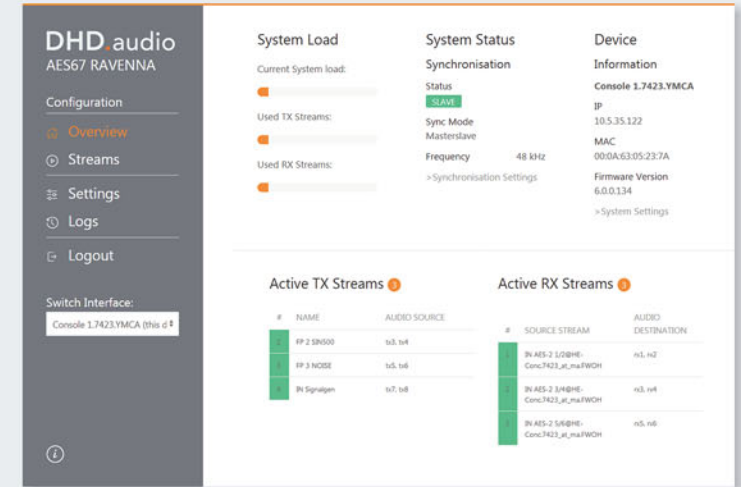 DHD.audio
AES67 RAVENNA
Configuration
Overview
Streams
Settings
Logs
Logout
Switch Interface:
Console 1.7423.YMCA (this d
System Load
Current System load:
Used TX Streams:
Used RX Streams:
System Status
Synchronisation
Status
SLAVE
Sync Mode
Masterslave
Frequency 48 kHz
>Synchronisation Settings
Device
Information
Console 1.7423.YMCA
IP
10.5.35.122
MAC
00:0A:63:05:23:7A
Firmware Version
6.0.0.134
>System Settings
Active TX Streams 3
# NAME AUDIO SOURCE
2 FP 2 SIN500 tx3, tx4
3 FP 3 NOISE tx5, tx6
4 IN Signalgen tx7, tx8
Active RX Streams 3
# SOURCE STREAM AUDIO
DESTINATION
1 IN AES-2 1/2@HE- rx1, rx2
Conc.7423_at_ma.FWOH
2 IN AES-2 3/4@HE- rx3, rx4
Conc.7423_at_ma.FWOH
3 IN AES-2 5/6@HE- rx5, rx6
Conc.7423_at_ma.FWOH